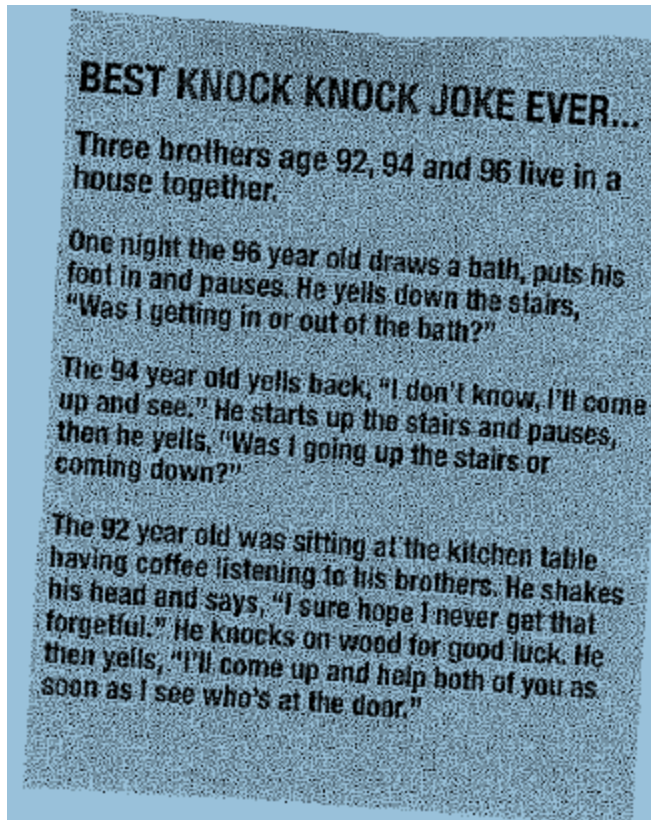 BEST KNOCK KNOCK JOKE EVER...
Three brothers age 92, 94 and 96 live in a
house together.
One night the 96 year old draws a bath, puts his
foot in and pauses. He yells down the stairs,
“Was I getting in or out of the bath?”
The 94 year old yells back, “I don't know, I'll come
up and see.” He starts up the stairs and pauses,
then he yells, “Was I going up the stairs or
coming down?”
The 92 year old was sitting at the kitchen table
having coffee listening to his brothers. He shakes
his head and says, “I sure hope I never get that
forgetful.” He knocks on wood for good luck. He
then yells, “I'll come up and help both of you as
soon as I see who's at the door.”